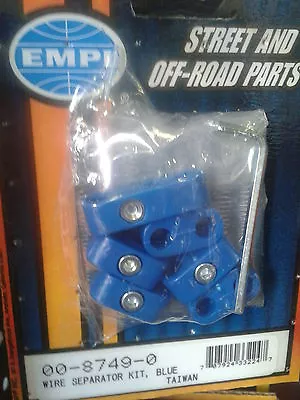 EMPI
STREET AND
OFF-ROAD PARTS
00-8749-0
WIRE SEPARATOR KIT, BLUE
TAIWAN